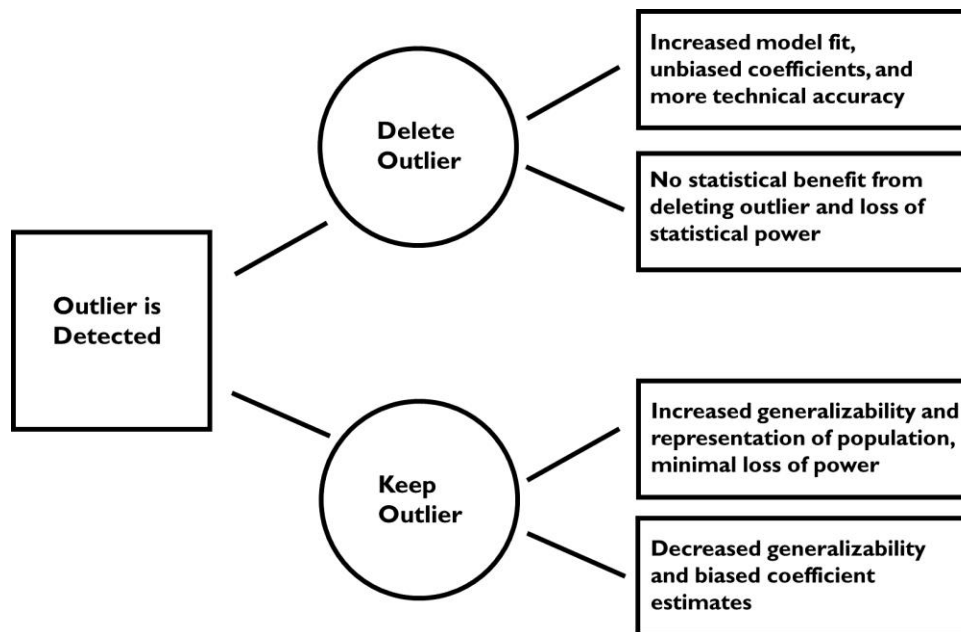 Outlier is
Detected
Delete
Outlier
Increased model fit,
unbiased coefficients, and
more technical accuracy
No statistical benefit from
deleting outlier and loss of
statistical power
Keep
Outlier
Increased generalizability and
representation of population,
minimal loss of power
Decreased generalizability
and biased coefficient
estimates